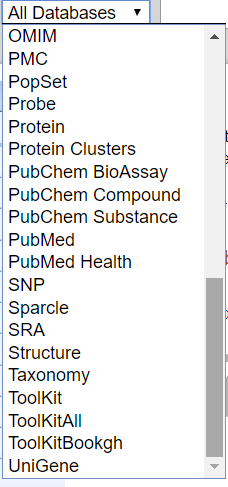 All Databases
OMIM
PMC
PopSet
Probe
Protein
Protein Clusters
PubChem BioAssay
PubChem Compound
PubChem Substance
PubMed
PubMed Health
SNP
Sparcle
SRA
Structure
Taxonomy
ToolKit
ToolKitAll
ToolKitBookgh
UniGene